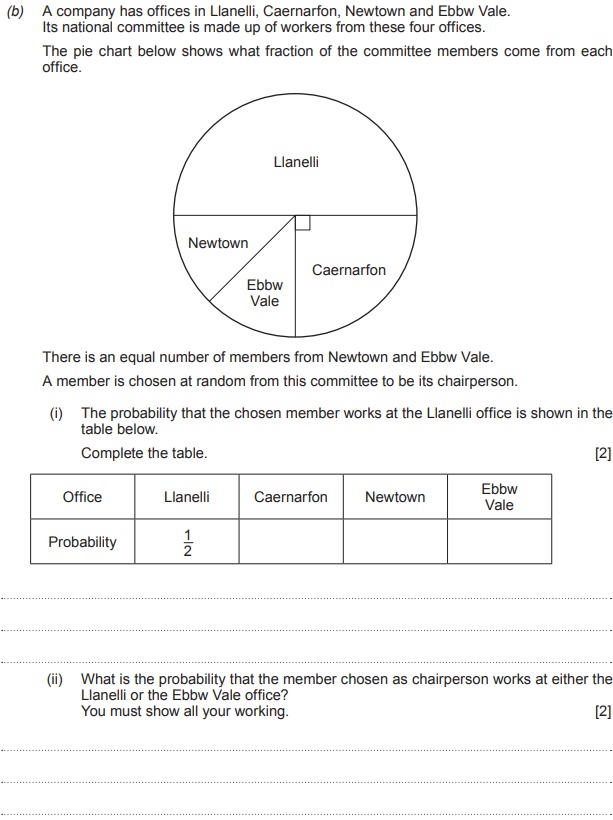 (b) A company has offices in Llanelli, Caernarfon, Newtown and Ebbw Vale.
Its national committee is made up of workers from these four offices.
The pie chart below shows what fraction of the committee members come from each
office.
Llanelli
Newtown
Caernarfon
Ebbw
Vale
There is an equal number of members from Newtown and Ebbw Vale.
A member is chosen at random from this committee to be its chairperson.
(i) The probability that the chosen member works at the Llanelli office is shown in the
table below.
Complete the table. [2]
Office Llanelli Caernarfon Newtown Ebbw Vale
Probability 1/2
(ii) What is the probability that the member chosen as chairperson works at either the
Llanelli or the Ebbw Vale office?
You must show all your working. [2]